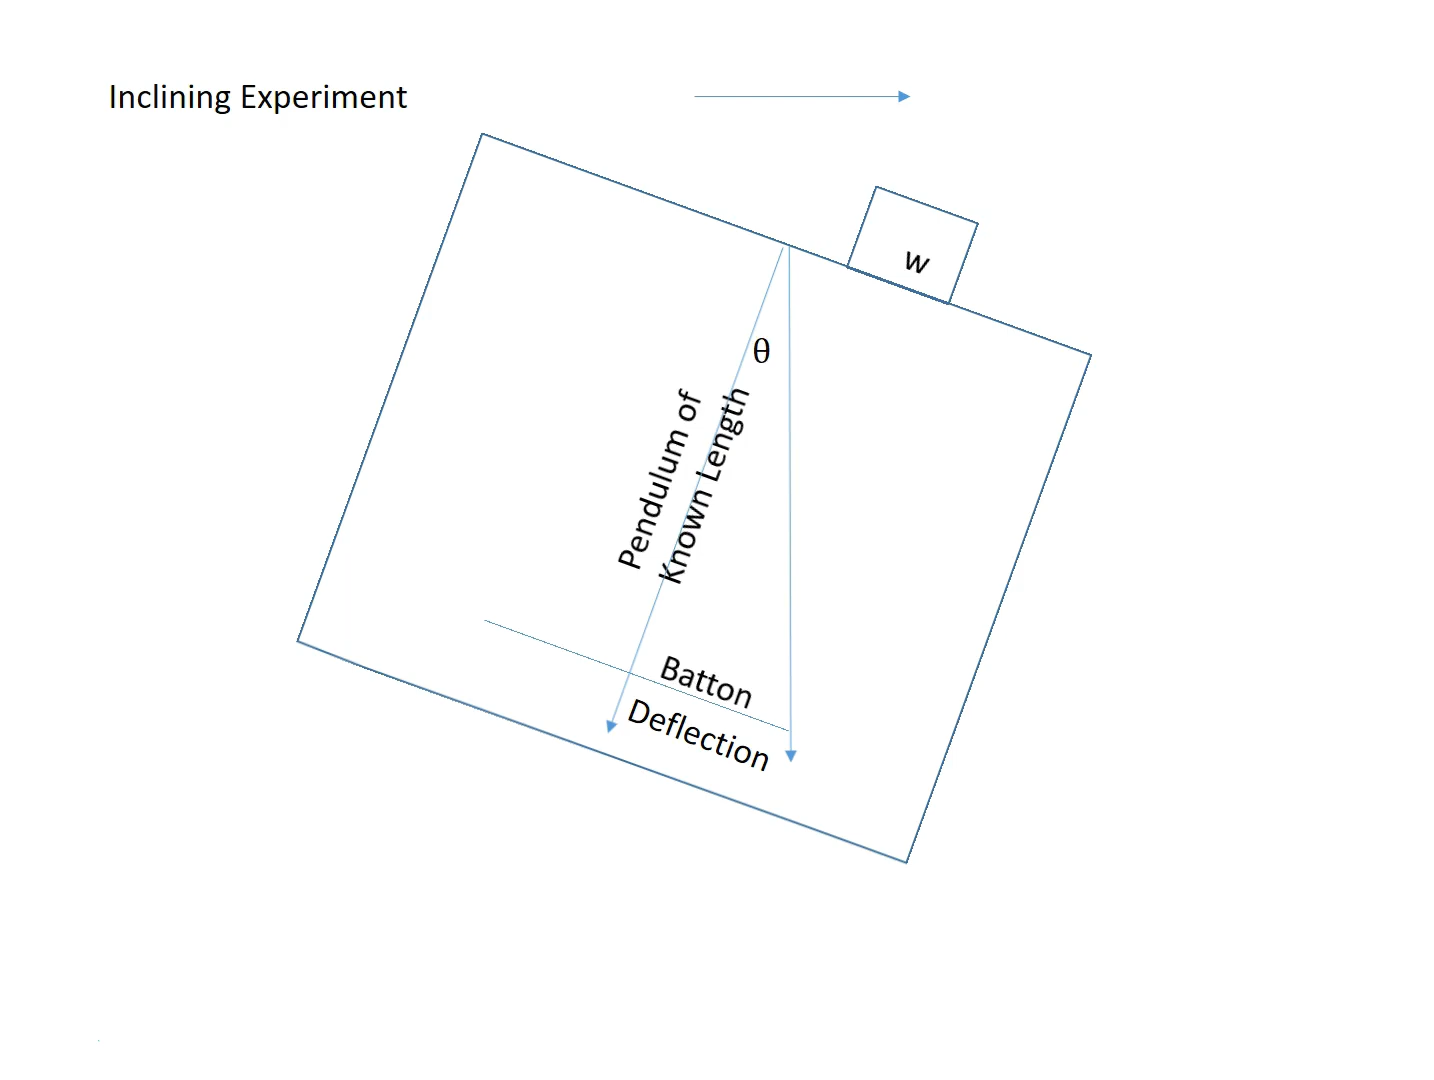 Inclining Experiment
w
θ
Pendulum of
Known Length
Batton
Deflection